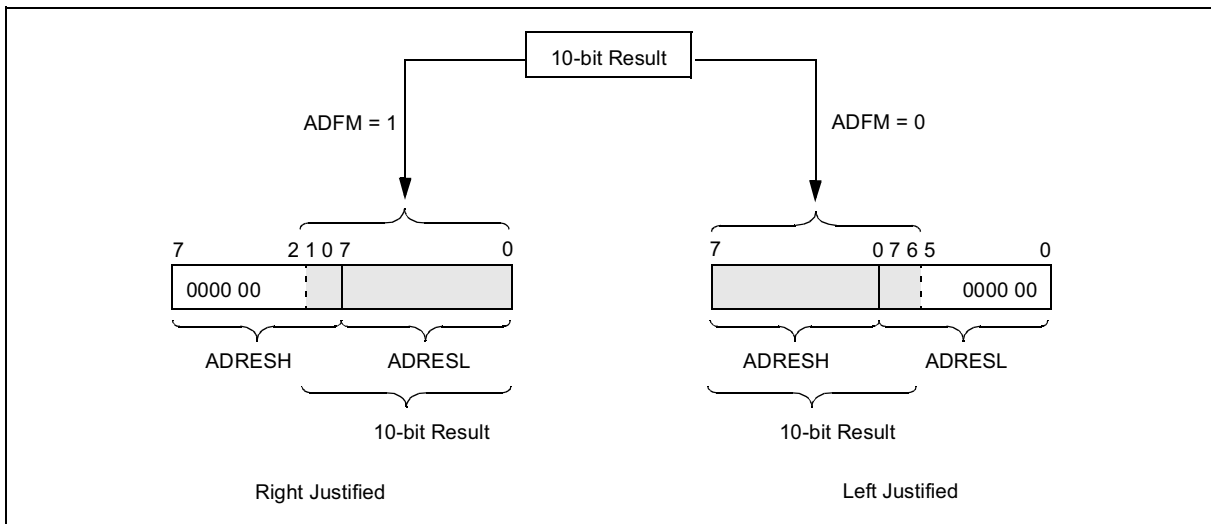 10-bit Result
ADFM = 1
ADFM = 0
7 2 1 0 7 0
7 0 7 6 5 0
0000 00
0000 00
ADRESH
ADRESL
ADRESH
ADRESL
10-bit Result
10-bit Result
Right Justified
Left Justified